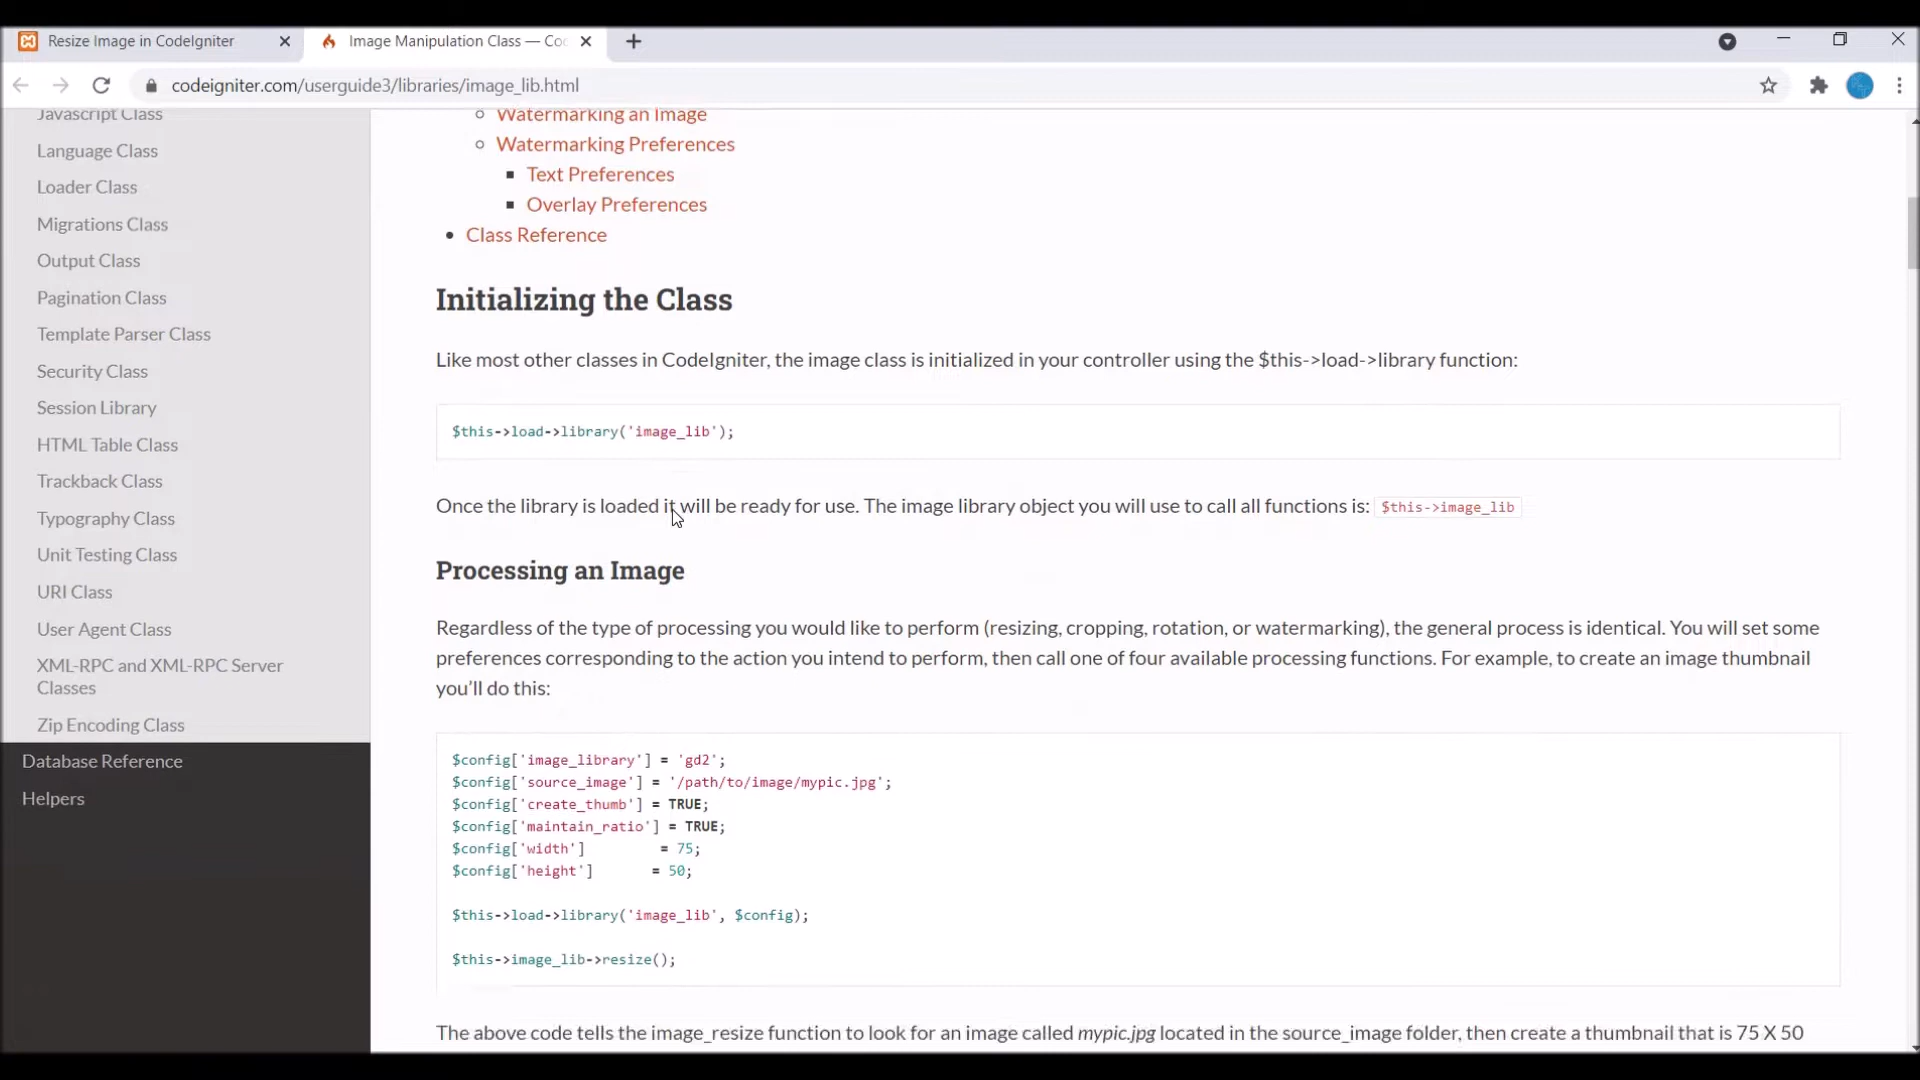 Resize Image in CodeIgniter
Image Manipulation Class — Co
codeigniter.com/userguide3/libraries/image_lib.html
Javascript Class
Language Class
Loader Class
Migrations Class
Output Class
Pagination Class
Template Parser Class
Security Class
Session Library
HTML Table Class
Trackback Class
Typography Class
Unit Testing Class
URI Class
User Agent Class
XML-RPC and XML-RPC Server
Classes
Zip Encoding Class
Database Reference
Helpers
Watermarking an Image
Watermarking Preferences
Text Preferences
Overlay Preferences
Class Reference
Initializing the Class
Like most other classes in CodeIgniter, the image class is initialized in your controller using the $this->load->library function:
$this->load->library('image_lib');
Once the library is loaded it will be ready for use. The image library object you will use to call all functions is: $this->image_lib
Processing an Image
Regardless of the type of processing you would like to perform (resizing, cropping, rotation, or watermarking), the general process is identical. You will set some
preferences corresponding to the action you intend to perform, then call one of four available processing functions. For example, to create an image thumbnail
you’ll do this:
$config['image_library'] = 'gd2';
$config['source_image'] = '/path/to/image/mypic.jpg';
$config['create_thumb'] = TRUE;
$config['maintain_ratio'] = TRUE;
$config['width']         = 75;
$config['height']       = 50;
$this->load->library('image_lib', $config);
$this->image_lib->resize();
The above code tells the image_resize function to look for an image called mypic.jpg located in the source_image folder, then create a thumbnail that is 75 X 50